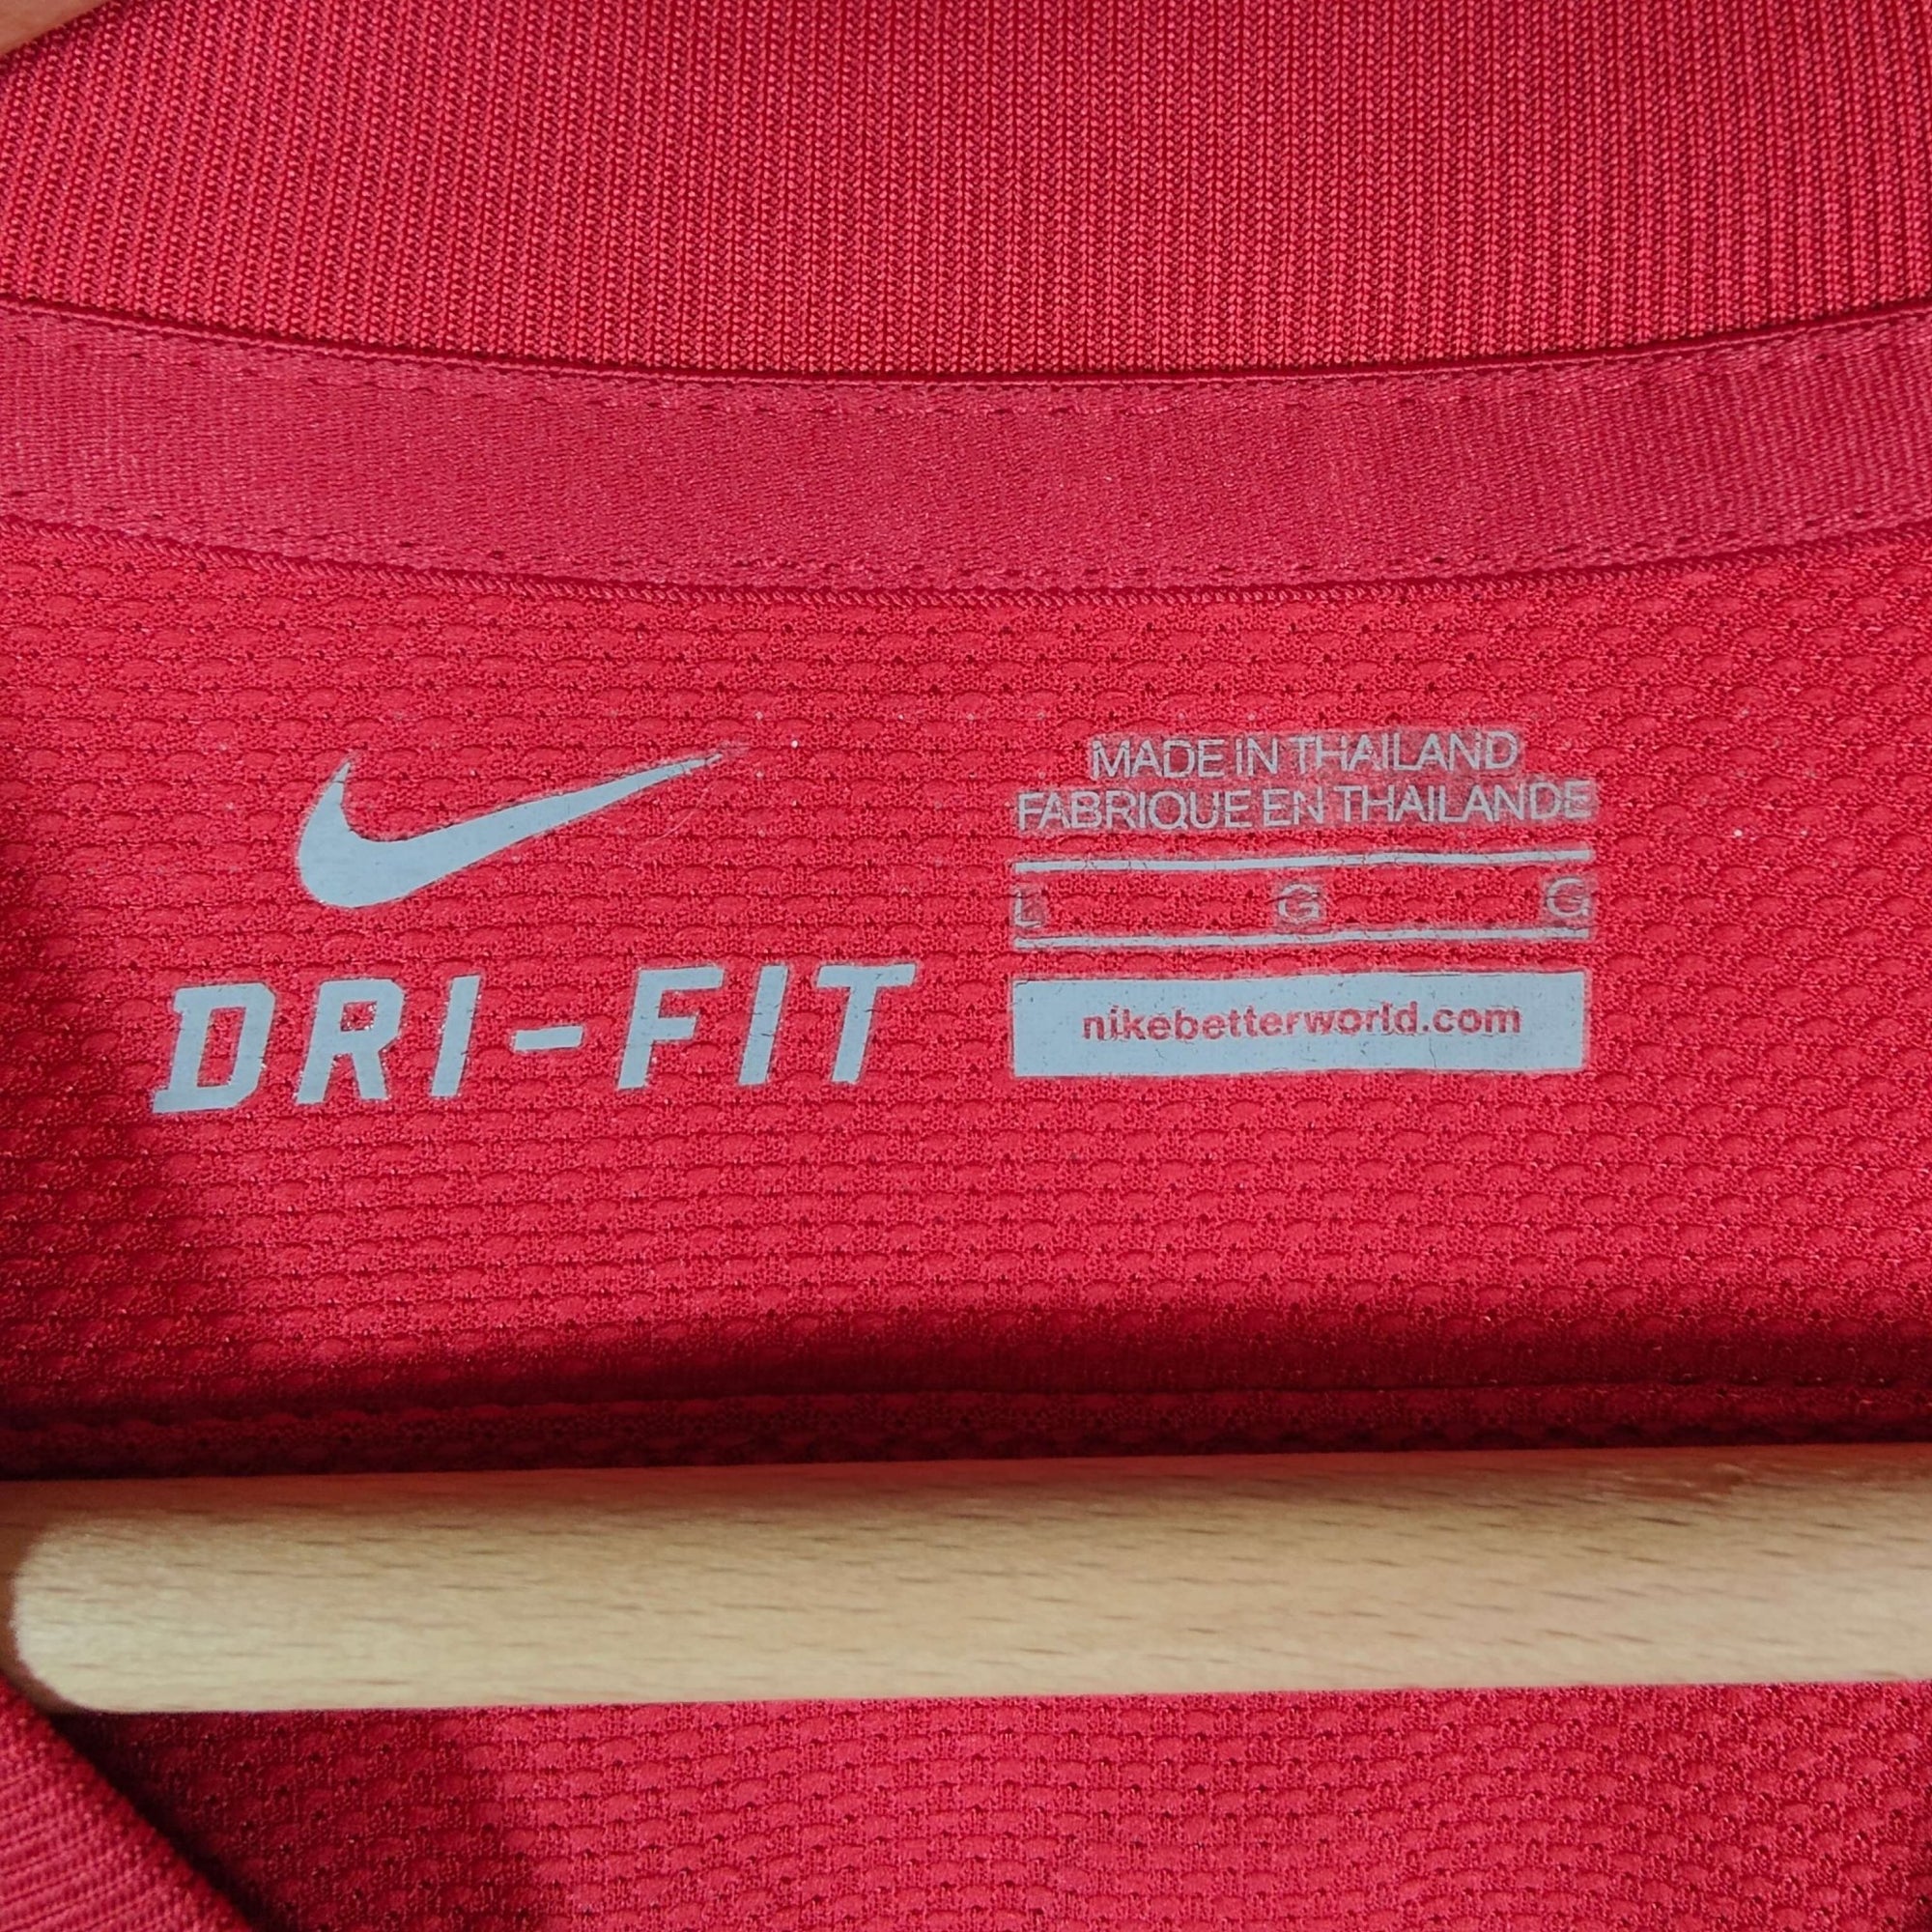 DRI-FIT
MADE IN THAILAND
FABRIQUE EN THAILANDE
L G G
nikebetterworld.com